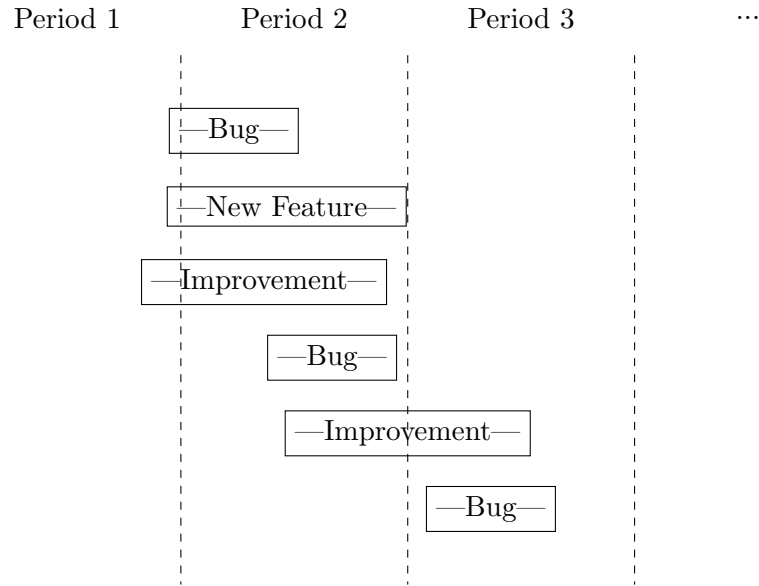 Period 1 Period 2 Period 3 ...
—Bug—
—New Feature—
—Improvement—
—Bug—
—Improvement—
—Bug—